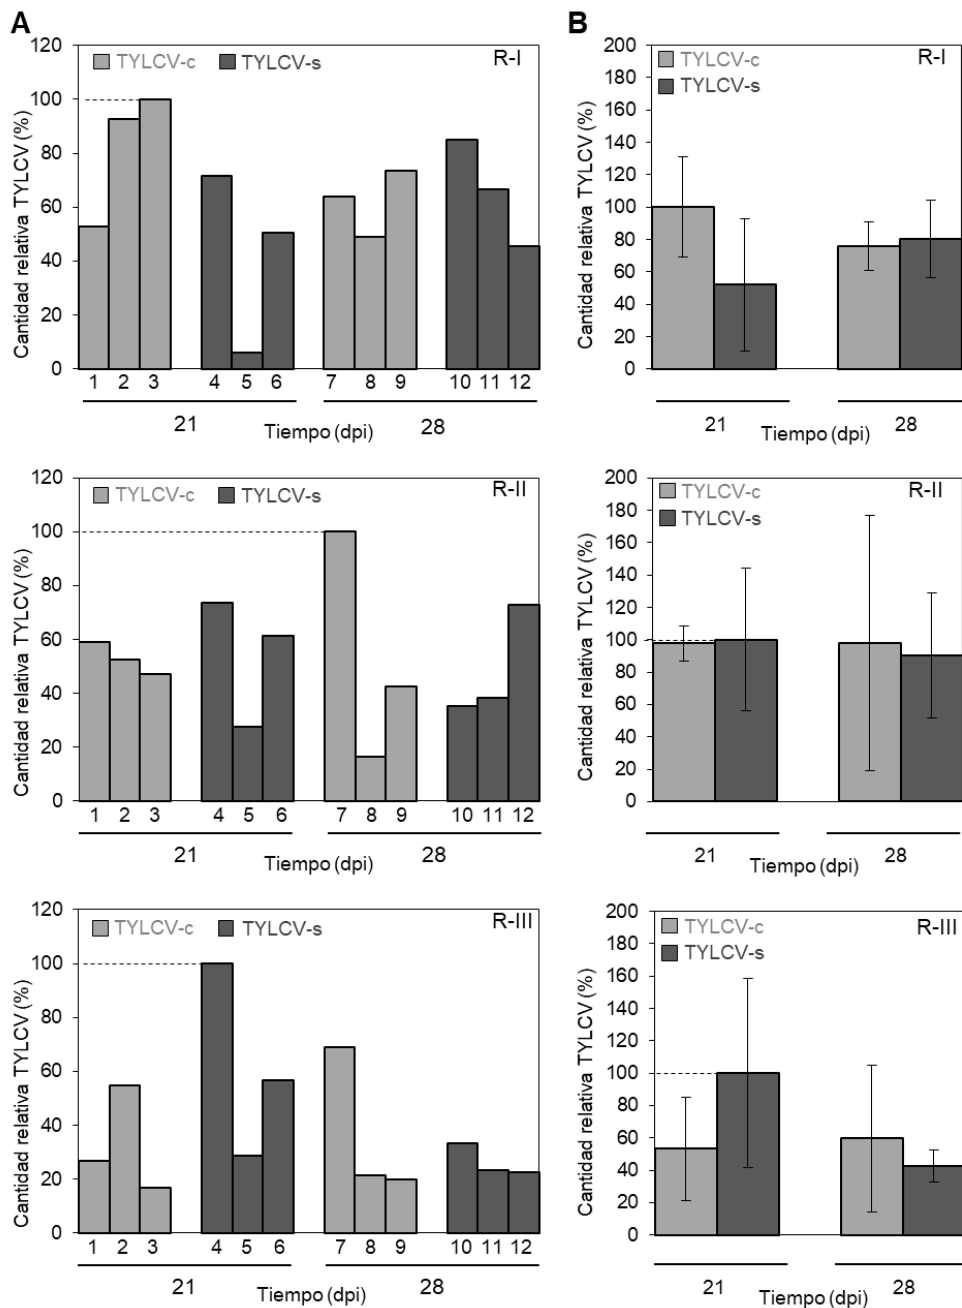 A
Cantidad relativa TYLCV (%)
120
100
80
60
40
20
0
TYLCV-c TYLCV-s R-I
1 2 3 4 5 6 7 8 9 10 11 12
21 Tiempo (dpi) 28
B
Cantidad relativa TYLCV (%)
200
180
160
140
120
100
80
60
40
20
0
TYLCV-c R-I
TYLCV-s
21 Tiempo (dpi) 28
Cantidad relativa TYLCV (%)
120
100
80
60
40
20
0
TYLCV-c TYLCV-s R-II
1 2 3 4 5 6 7 8 9 10 11 12
21 Tiempo (dpi) 28
Cantidad relativa TYLCV (%)
200
180
160
140
120
100
80
60
40
20
0
TYLCV-c R-II
TYLCV-s
21 Tiempo (dpi) 28
Cantidad relativa TYLCV (%)
120
100
80
60
40
20
0
TYLCV-c TYLCV-s R-III
1 2 3 4 5 6 7 8 9 10 11 12
21 Tiempo (dpi) 28
Cantidad relativa TYLCV (%)
200
180
160
140
120
100
80
60
40
20
0
TYLCV-c R-III
TYLCV-s
21 Tiempo (dpi) 28